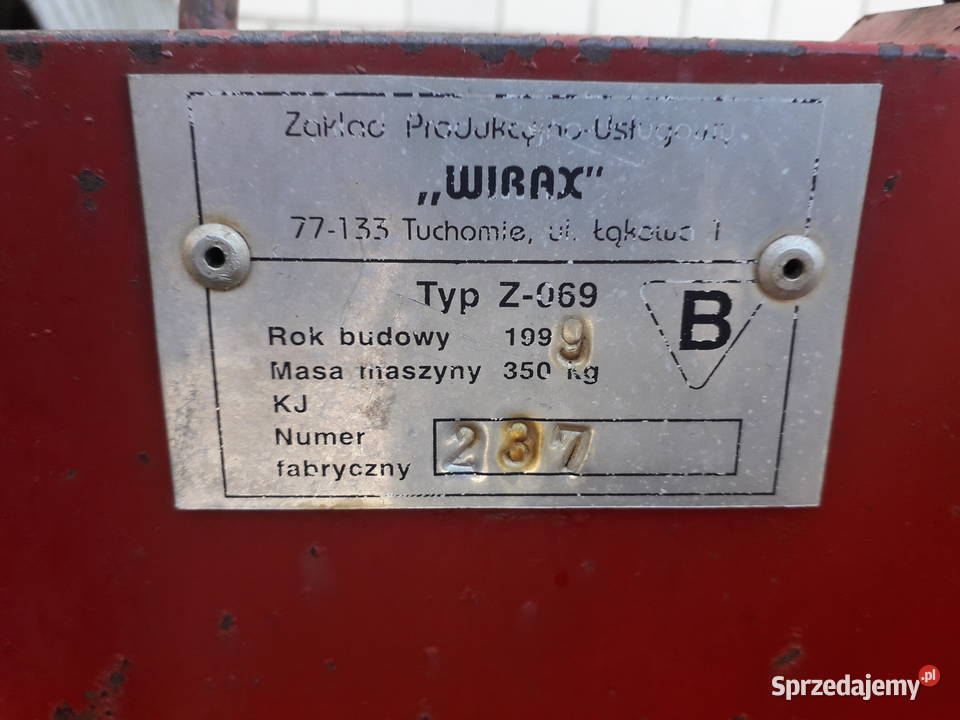 Zakład Produkcyjno-Usługowy
„WIRAX"
77-133 Tuchomie, ul. Łąkowa 1
Typ Z-069
B
Rok budowy 1999
Masa maszyny 350 kg
KJ
Numer
fabryczny 237
Sprzedajemy.pl